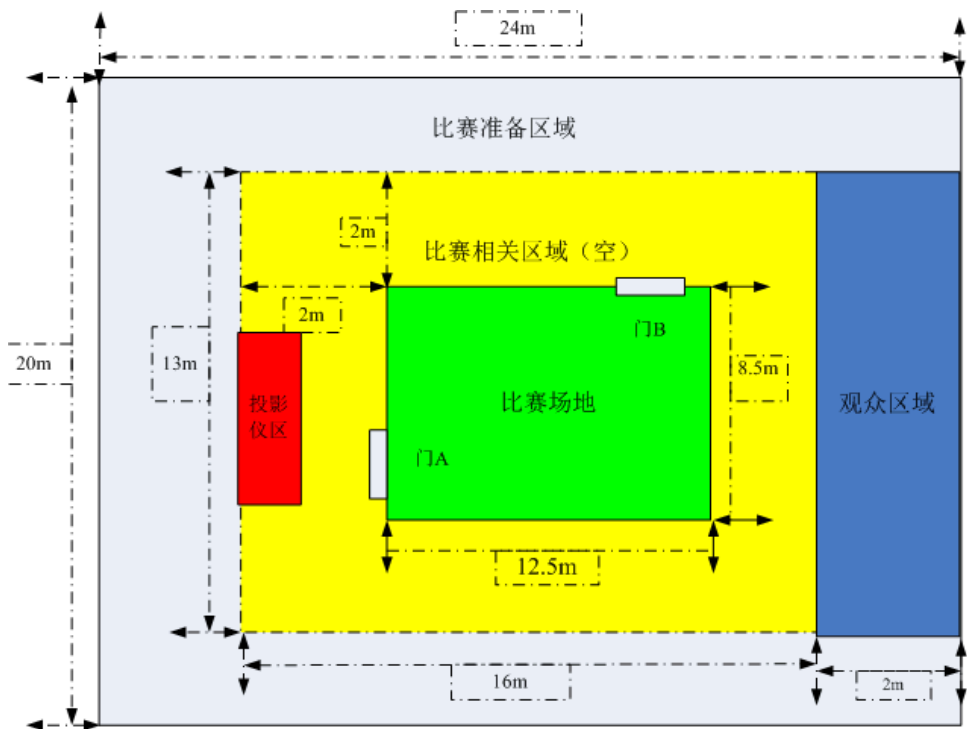 24m
比赛准备区域
2m
比赛相关区域（空）
2m
门B
20m
13m
8.5m
投影
仪区
比赛场地
观众区域
门A
12.5m
16m
2m